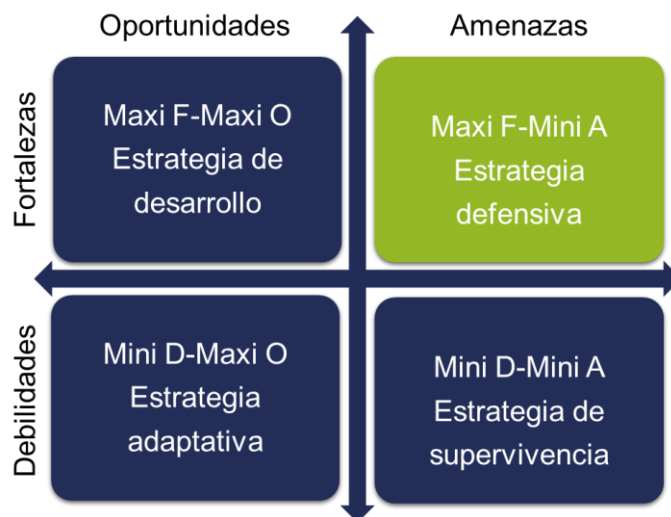 Oportunidades
Amenazas
Fortalezas
Maxi F-Maxi O
Estrategia de
desarrollo
Maxi F-Mini A
Estrategia
defensiva
Debilidades
Mini D-Maxi O
Estrategia
adaptativa
Mini D-Mini A
Estrategia de
supervivencia